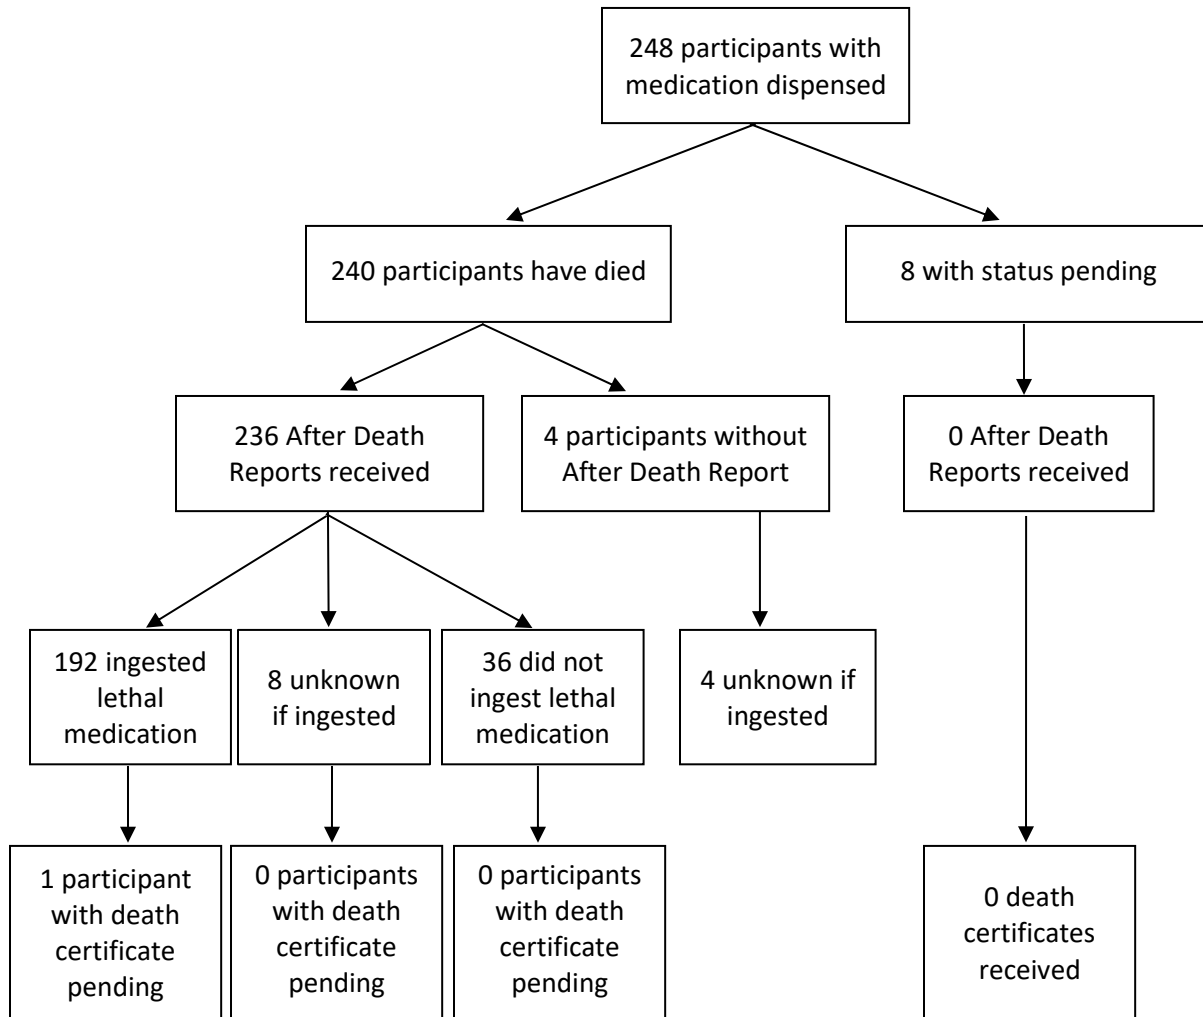 248 participants with
medication dispensed
240 participants have died
8 with status pending
236 After Death
Reports received
4 participants without
After Death Report
0 After Death
Reports received
192 ingested
lethal
medication
8 unknown
if ingested
36 did not
ingest lethal
medication
4 unknown if
ingested
1 participant
with death
certificate
pending
0 participants
with death
certificate
pending
0 participants
with death
certificate
pending
0 death
certificates
received